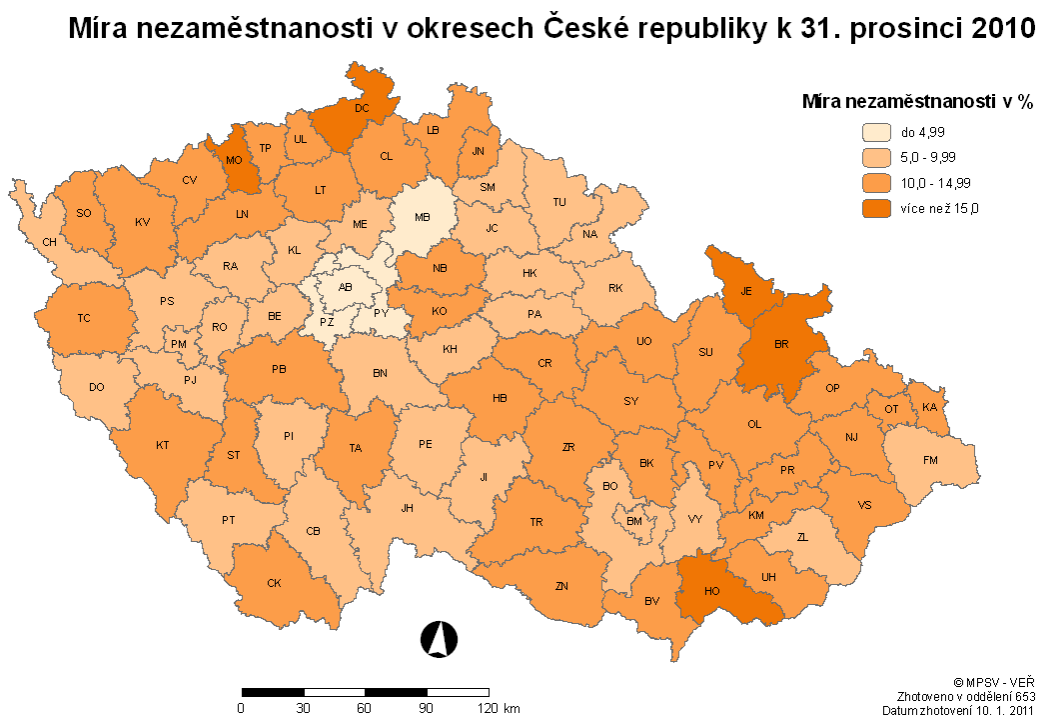 Míra nezaměstnanosti v okresech České republiky k 31. prosinci 2010
Míra nezaměstnanosti v %
do 4,99
5,0 - 9,99
10,0 - 14,99
více než 15,0
DC
LB
UL
TP
MO
CL
JN
CV
LT
SM
TU
SO
KV
LN
ME
MB
JC
NA
CH
KL
RA
NB
HK
RK
AB
JE
PS
TC
BE
PZ
PY
KO
PA
RO
PM
UO
SU
BR
KH
CR
PJ
PB
BN
DO
OP
HB
SY
OT
KA
OL
NJ
KT
ST
PI
TA
PE
ZR
BK
PV
PR
FM
JI
BO
VS
JH
PT
CB
TR
BM
VY
KM
ZL
CK
ZN
BV
HO
UH
0 30 60 90 120 km
© MPSV - VEŘ
Zhotoveno v oddělení 653
Datum zhotovení 10. 1. 2011